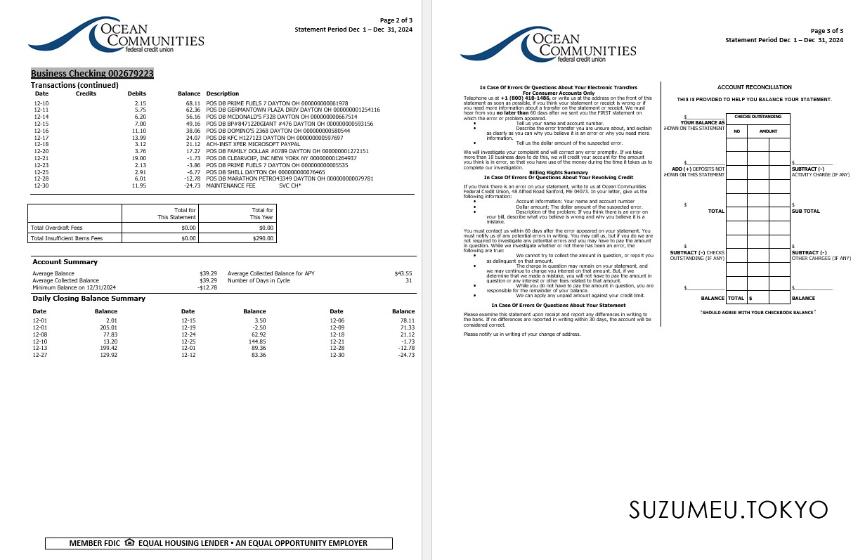 OCEAN
COMMUNITIES
federal credit union
Page 2 of 3
Statement Period Dec 1 – Dec 31, 2024
Business Checking 002679223
Transactions (continued)
Date Credits Debits Balance Description
12-10 2.15 68.11 POS DB PRIME FUELS 7 DAYTON OH
12-11 5.75 62.36 POS DB GERMANTOWN PLAZA DRIV DAYTON OH
12-14 6.20 56.16 POS DB MCDONALD'S F328 DAYTON OH
12-15 7.00 49.16 POS DB DAYTON OH
12-16 11.10 38.06 POS DB DOMINO'S 2368 DAYTON OH
12-17 13.99 24.07 POS DB KFC H127123 DAYTON OH
12-18 3.12 21.12 ACH-INST XFER MICROSOFT PAYPAL
12-20 3.76 17.27 POS DB FAMILY DOLLAR #0789 DAYTON OH
12-21 19.00 -1.73 POS DB CLEARVOIP, INC NEW YORK NY
12-23 2.13 -3.86 POS DB PRIME FUELS 7 DAYTON OH
12-25 2.91 -6.77 POS DB SHELL DAYTON OH
12-28 6.01 -12.78 POS DB MARATHON DAYTON OH
12-30 11.95 -24.73 MAINTENANCE FEE SVC CH*
Total for This Statement Total for This Year
Total Overdraft Fees $0.00 $0.00
Total Insufficient Items Fees $0.00 $290.00
Account Summary
Average Balance $39.29 Average Collected Balance for APY $43.55
Average Collected Balance $39.29 Number of Days in Cycle 31
Minimum Balance on 12/31/2024 -$12.78
Daily Closing Balance Summary
Date Balance Date Balance Date Balance
12-01 2.01 12-15 3.50 12-06 78.11
12-01 205.01 12-19 -2.50 12-09 71.33
12-08 77.83 12-24 62.18 12-18 21.12
12-10 13.20 12-25 144.85 12-21 -1.73
12-13 199.42 12-01 89.36 12-28 -12.78
12-27 129.92 12-12 83.36 12-30 -24.73
MEMBER FDIC EQUAL HOUSING LENDER • AN EQUAL OPPORTUNITY EMPLOYER
OCEAN
COMMUNITIES
federal credit union
Page 3 of 3
Statement Period Dec 1 – Dec 31, 2024
In Case Of Errors Or Questions About Your Electronic Transfers
For Consumer Accounts Only
Telephone us at +1 (800) 418-1486, or write us at the address on the front of this
statement as soon as possible, if you think your statement or receipt is wrong or if
you need more information about a transfer on the statement or receipt. We must
hear from you no later than 60 days after we sent you the FIRST statement on
which the error or problem appeared.
• Tell us your name and account number.
• Describe the error or transfer you are unsure about, and explain
as clearly as you can why you believe it is an error or why you need more
information.
• Tell us the dollar amount of the suspected error.
We will investigate your complaint and will correct any error promptly. If we take
more than 10 business days to do this, we will credit your account for the amount
you think is in error, so that you have use of the money during the time it takes us to
complete our investigation.
Billing Rights Summary
In Case Of Errors Or Questions About Your Revolving Credit
If you think there is an error on your statement, write to us at Ocean Communities
Federal Credit Union, 48 Alfred Road Sanford, ME 04073. In your letter, give us the
following information:
• Account information: Your name and account number
• Dollar amount: The dollar amount of the suspected error.
• Description of the problem: If you think there is an error on
your bill, describe what you believe is wrong and why you believe it is a
mistake.
You must contact us within 60 days after the error appeared on your statement. You
must notify us of any potential errors in writing. You may call us, but if you do we are
not required to investigate any potential errors and you may have to pay the amount
in question. While we investigate whether or not there has been an error, the
following are true:
• We cannot try to collect the amount in question, or report you
as delinquent on that amount.
• The charge in question may remain on your statement, and
we may continue to charge you interest on that amount. But, if we
determine that we made a mistake, you will not have to pay the amount in
question or any interest or other fees related to that amount.
• While you do not have to pay the amount in question, you are
responsible for the remainder of your balance.
• We can apply any unpaid amount against your credit limit.
In Case of Errors Or Questions About Your Statement
Please examine this statement upon receipt and report any differences in writing to
the bank. If no differences are reported in writing within 30 days, the account will be
considered correct.
Please notify us in writing of your change of address.
ACCOUNT RECONCILIATION
THIS IS PROVIDED TO HELP YOU BALANCE YOUR STATEMENT.
$
YOUR BALANCE AS
SHOWN ON THIS STATEMENT
CHECKS OUTSTANDING
NO AMOUNT
$
ADD (+) DEPOSITS NOT
SHOWN ON THIS STATEMENT
$
SUBTRACT (-)
ACTIVITY CHARGE (IF ANY)
$
TOTAL
$
SUB TOTAL
$
SUBTRACT (-) CHECKS
OUTSTANDING (IF ANY)
$
SUBTRACT (-)
OTHER CHARGES (IF ANY)
$
BALANCE TOTAL $
$
BALANCE
"SHOULD AGREE WITH YOUR CHECKBOOK BALANCE"
SUZUMEU.TOKYO